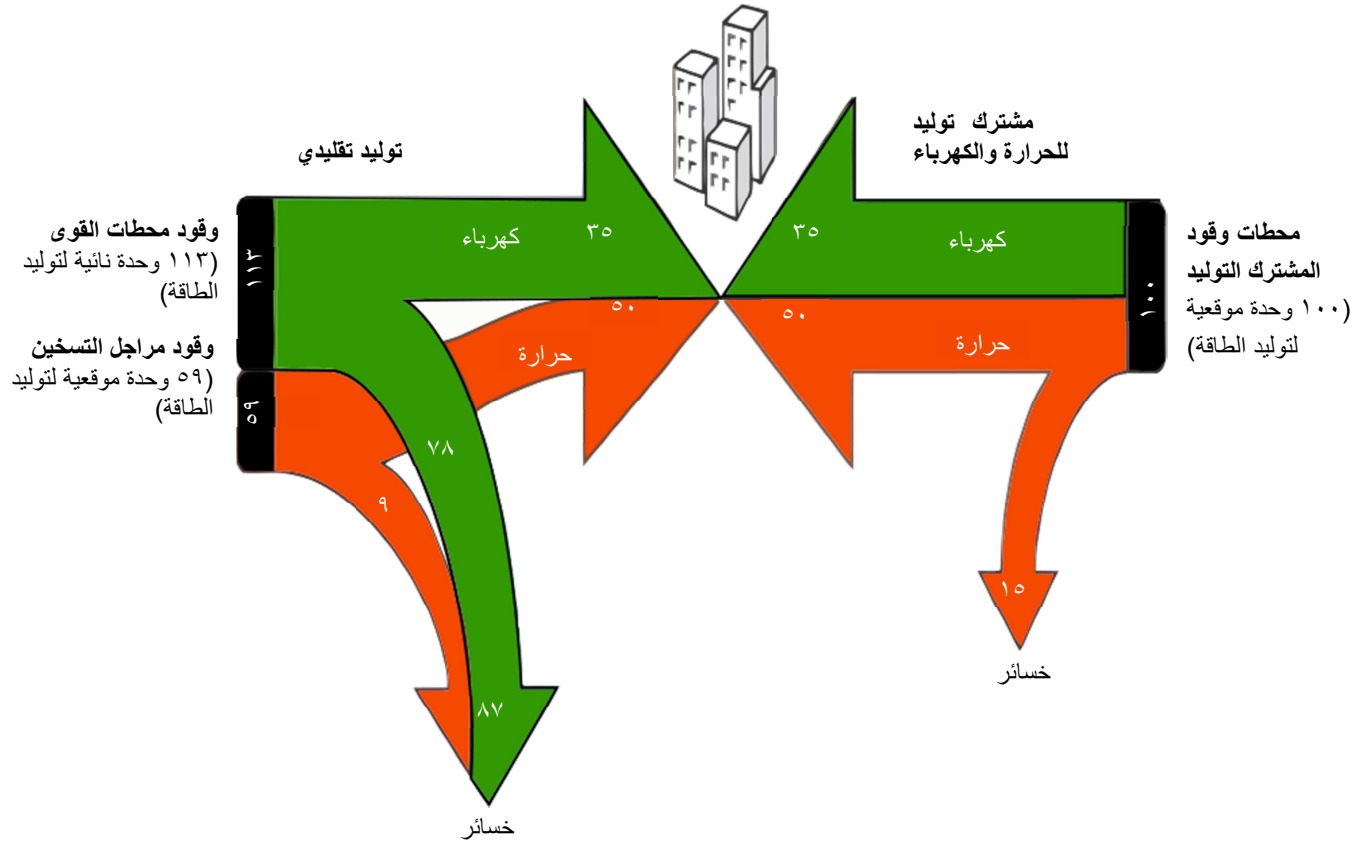 مشترك توليد
للحرارة والكهرباء
توليد تقليدي
محطات وقود
المشترك التوليد
(١٠٠ وحدة موقعية
لتوليد الطاقة)
١٠٠
كهرباء
٣٥
حرارة
٥٠
١٥
خسائر
وقود محطات القوى
(١١٣ وحدة نائية لتوليد
الطاقة)
١١٣
كهرباء
٣٥
وقود مراجل التسخين
(٥٩ وحدة موقعية لتوليد
الطاقة)
٥٩
حرارة
٥٠
٧٨
٩
٨٧
خسائر